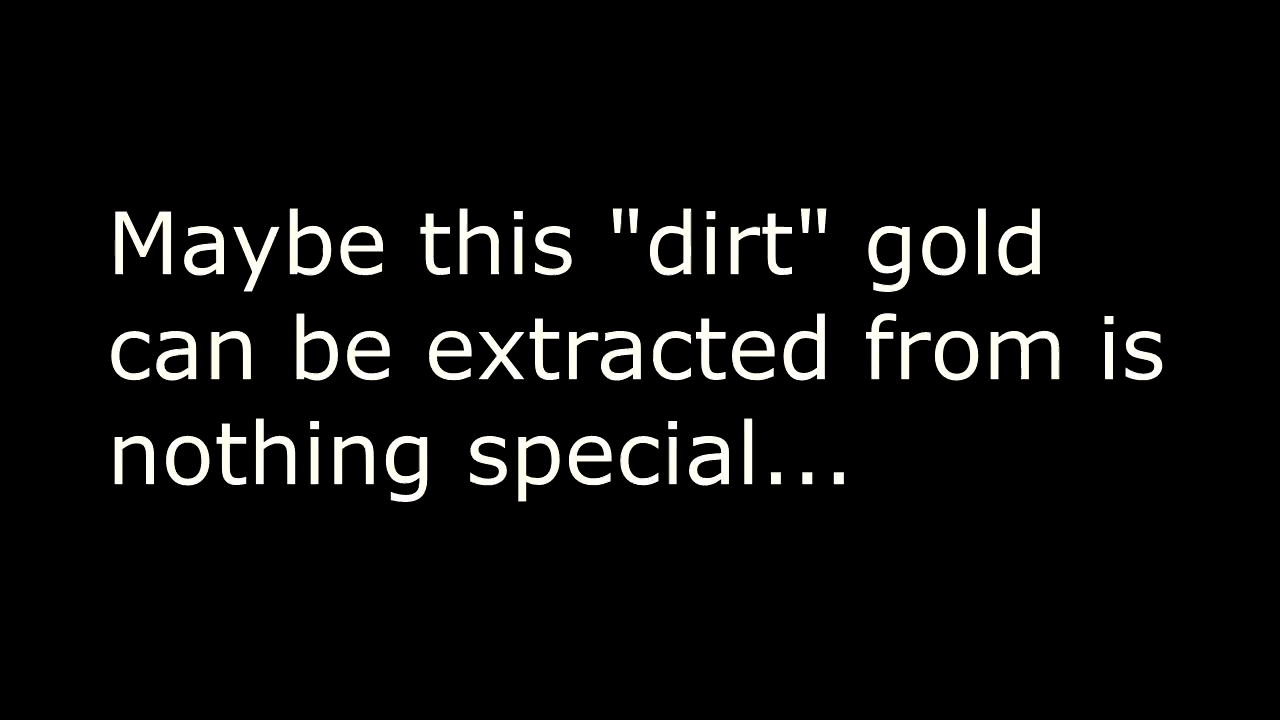 Maybe this "dirt" gold
can be extracted from is
nothing special...